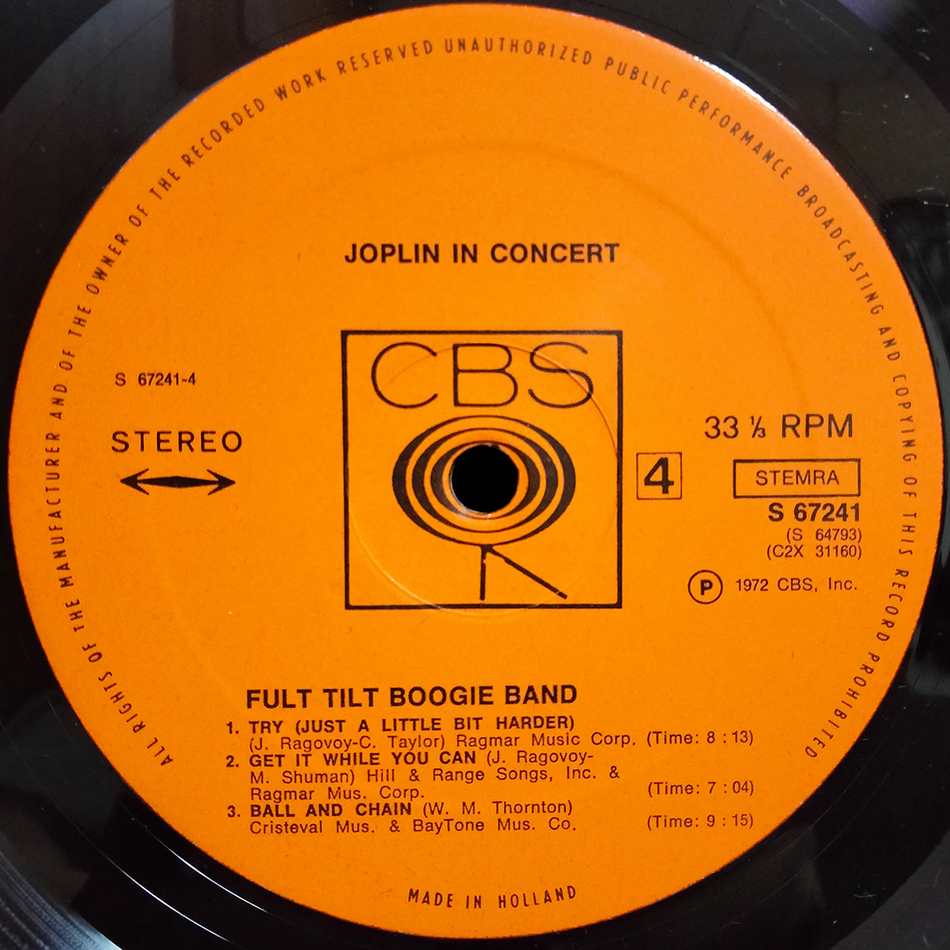 ALL RIGHTS OF THE MANUFACTURER AND OF THE OWNER OF THE RECORDED WORK RESERVED UNAUTHORIZED PUBLIC PERFORMANCE BROADCASTING AND COPYING OF THIS RECORD PROHIBITED
JOPLIN IN CONCERT
CBS
S 67241-4
STEREO
4
33 ⅓ RPM
STEMRA
S 67241
(S 64793)
(C2X 31160)
Ⓟ 1972 CBS, Inc.
FULT TILT BOOGIE BAND
1. TRY (JUST A LITTLE BIT HARDER)
(J. Ragovoy-C. Taylor) Ragmar Music Corp. (Time: 8 : 13)
2. GET IT WHILE YOU CAN (J. Ragovoy-
M. Shuman) Hill & Range Songs, Inc. &
Ragmar Mus. Corp. (Time: 7 : 04)
3. BALL AND CHAIN (W. M. Thornton)
Cristeval Mus. & BayTone Mus. Co. (Time: 9 : 15)
MADE IN HOLLAND